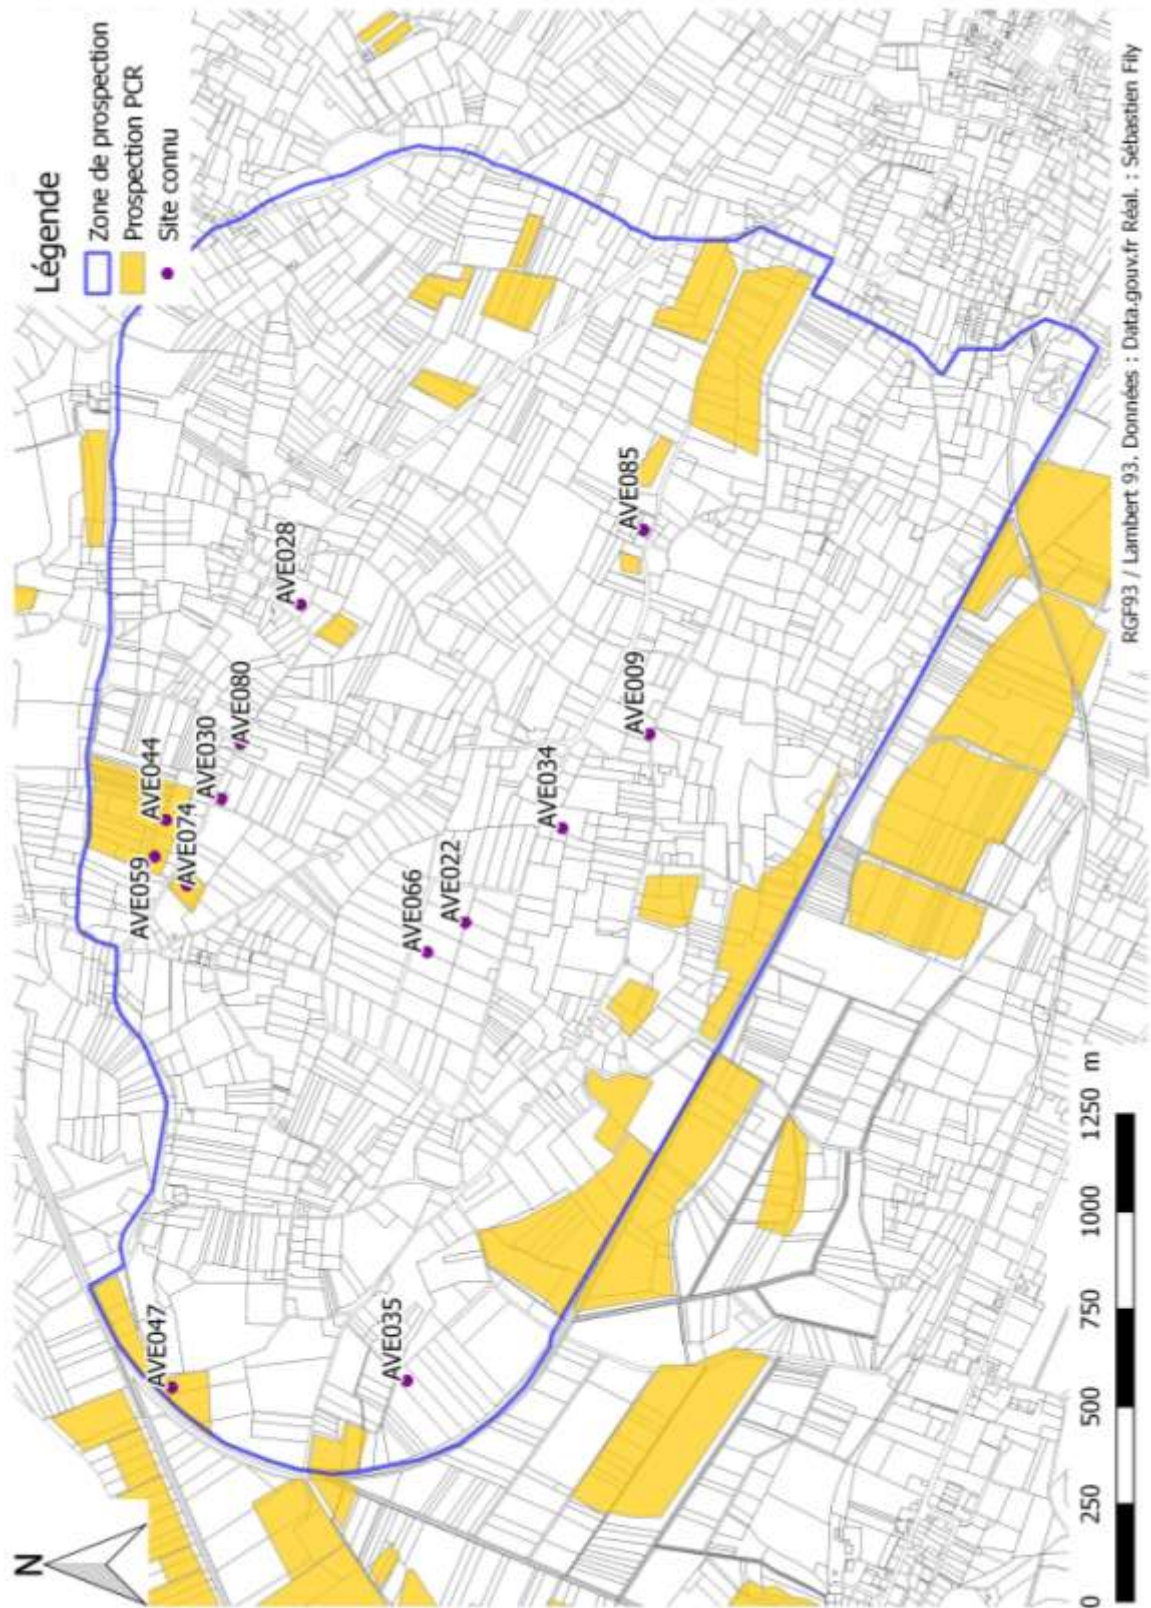 Légende
Zone de prospection
Prospection PCR
Site connu
N
AVE047
AVE035
AVE059
AVE044
AVE074
AVE030
AVE080
AVE028
AVE066
AVE022
AVE034
AVE009
AVE085
0 250 500 750 1000 1250 m
RGF93 / Lambert 93. Données : Data.gouv.fr Réal. : Sébastien Fily